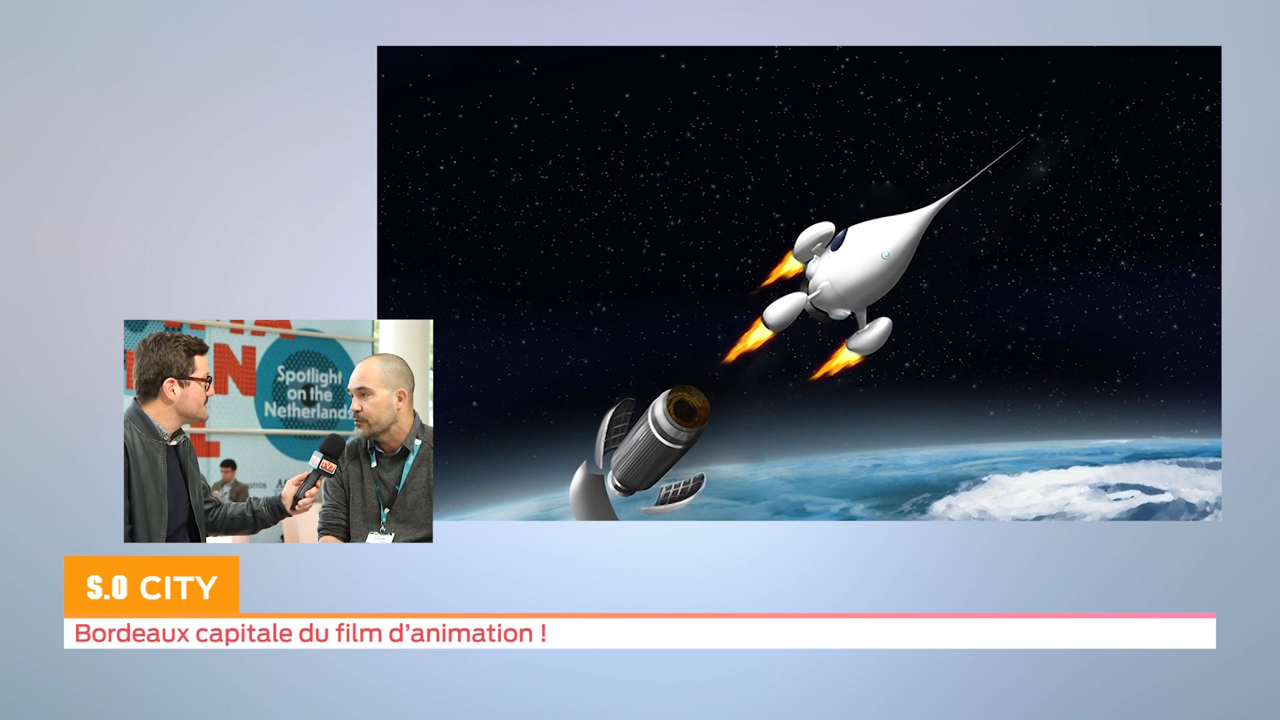 Spotlight
on the
Netherlands
S.O CITY
Bordeaux capitale du film d'animation !